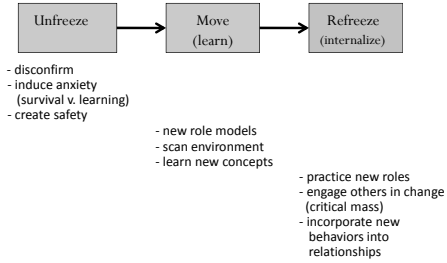 Unfreeze
Move
(learn)
Refreeze
(internalize)
- disconfirm
- induce anxiety
(survival v. learning)
- create safety
- new role models
- scan environment
- learn new concepts
- practice new roles
- engage others in change
(critical mass)
- incorporate new
behaviors into
relationships